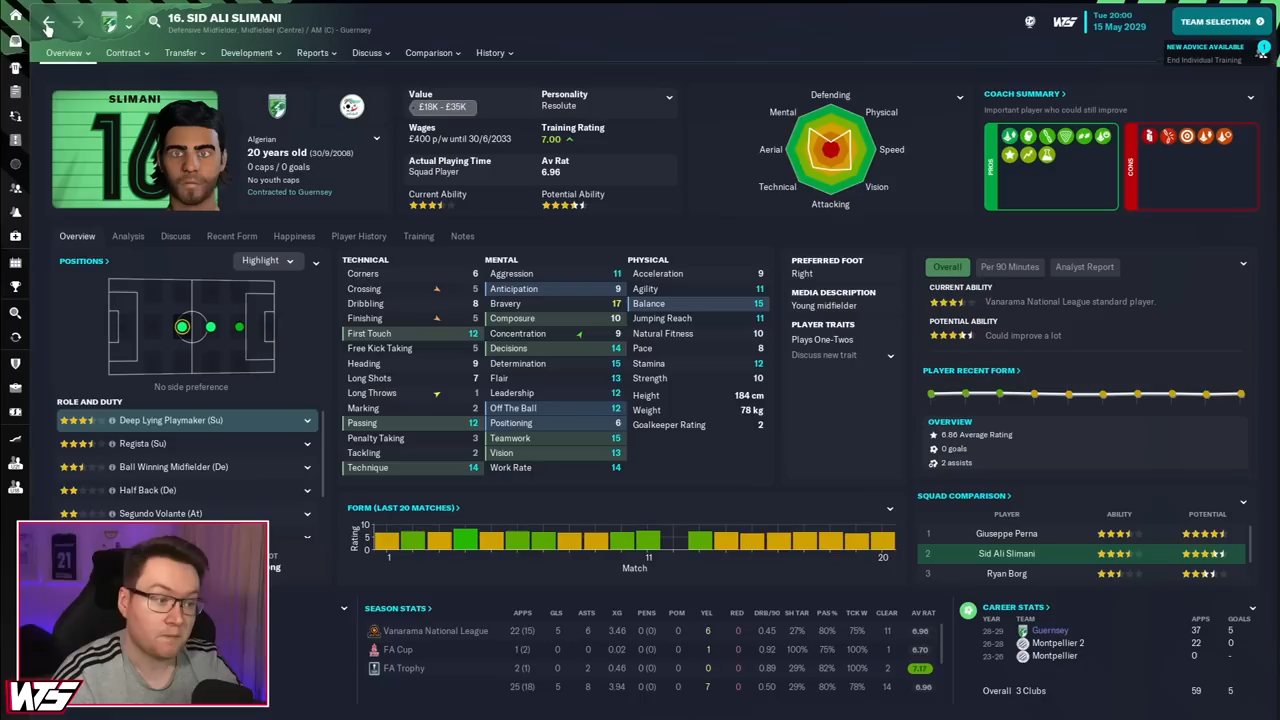 16. SID ALI SLIMANI
Defensive Midfielder, Midfielder (Centre) / AM (C) - Guernsey
WTS
Tue 20:00
15 May 2029
TEAM SELECTION
NEW ADVICE AVAILABLE
1
End Individual Training
Overview
Contract
Transfer
Development
Reports
Discuss
Comparison
History
SLIMANI
16
Algerian
20 years old (30/9/2008)
0 caps / 0 goals
No youth caps
Contracted to Guernsey
Value
£18K - £35K
Wages
£400 p/w until 30/6/2033
Actual Playing Time
Squad Player
Current Ability
Personality
Resolute
Training Rating
7.00
Av Rat
6.96
Potential Ability
Defending
Mental
Physical
Aerial
Speed
Technical
Vision
Attacking
COACH SUMMARY >
Important player who could still improve
PROS
CONS
Overview
Analysis
Discuss
Recent Form
Happiness
Player History
Training
Notes
POSITIONS >
Highlight
No side preference
ROLE AND DUTY
Deep Lying Playmaker (Su)
Regista (Su)
Ball Winning Midfielder (De)
Half Back (De)
Segundo Volante (At)
TECHNICAL
Corners 6
Crossing 5
Dribbling 8
Finishing 5
First Touch 12
Free Kick Taking 5
Heading 9
Long Shots 7
Long Throws 1
Marking 2
Passing 12
Penalty Taking 3
Tackling 2
Technique 14
MENTAL
Aggression 11
Anticipation 9
Bravery 17
Composure 10
Concentration 9
Decisions 14
Determination 15
Flair 13
Leadership 12
Off The Ball 12
Positioning 6
Teamwork 15
Vision 13
Work Rate 14
PHYSICAL
Acceleration 9
Agility 11
Balance 15
Jumping Reach 11
Natural Fitness 10
Pace 8
Stamina 12
Strength 10
Height 184 cm
Weight 78 kg
Goalkeeper Rating 2
PREFERRED FOOT
Right
MEDIA DESCRIPTION
Young midfielder
PLAYER TRAITS
Plays One-Twos
Discuss new trait
Overall
Per 90 Minutes
Analyst Report
CURRENT ABILITY
Vanarama National League standard player.
POTENTIAL ABILITY
Could improve a lot
PLAYER RECENT FORM >
OVERVIEW
6.86 Average Rating
0 goals
2 assists
SQUAD COMPARISON >
PLAYER ABILITY POTENTIAL
1 Giuseppe Perna
2 Sid Ali Slimani
3 Ryan Borg
FORM (LAST 20 MATCHES) >
Rating
10
5
0
1 11 20
Match
SEASON STATS > APPS GLS ASTS XG PENS POM YEL RED DRB/90 SH TAR PAS % TCK W CLEAR AV RAT
Vanarama National League 22 (15) 5 6 3.46 0 (0) 0 6 0 0.45 27% 80% 75% 11 6.96
FA Cup 1 (2) 0 0 0.02 0 (0) 0 1 0 0.92 100% 75% 100% 1 6.70
FA Trophy 2 (1) 0 2 0.46 0 (0) 0 0 0 0.89 29% 82% 100% 2 7.17
25 (18) 5 8 3.94 0 (0) 0 7 0 0.50 29% 80% 78% 14 6.96
CAREER STATS >
YEAR TEAM APPS GOALS
28-29 Guernsey 37 5
26-28 Montpellier 2 22 0
23-26 Montpellier 0 -
Overall 3 Clubs 59 5
21
WTS